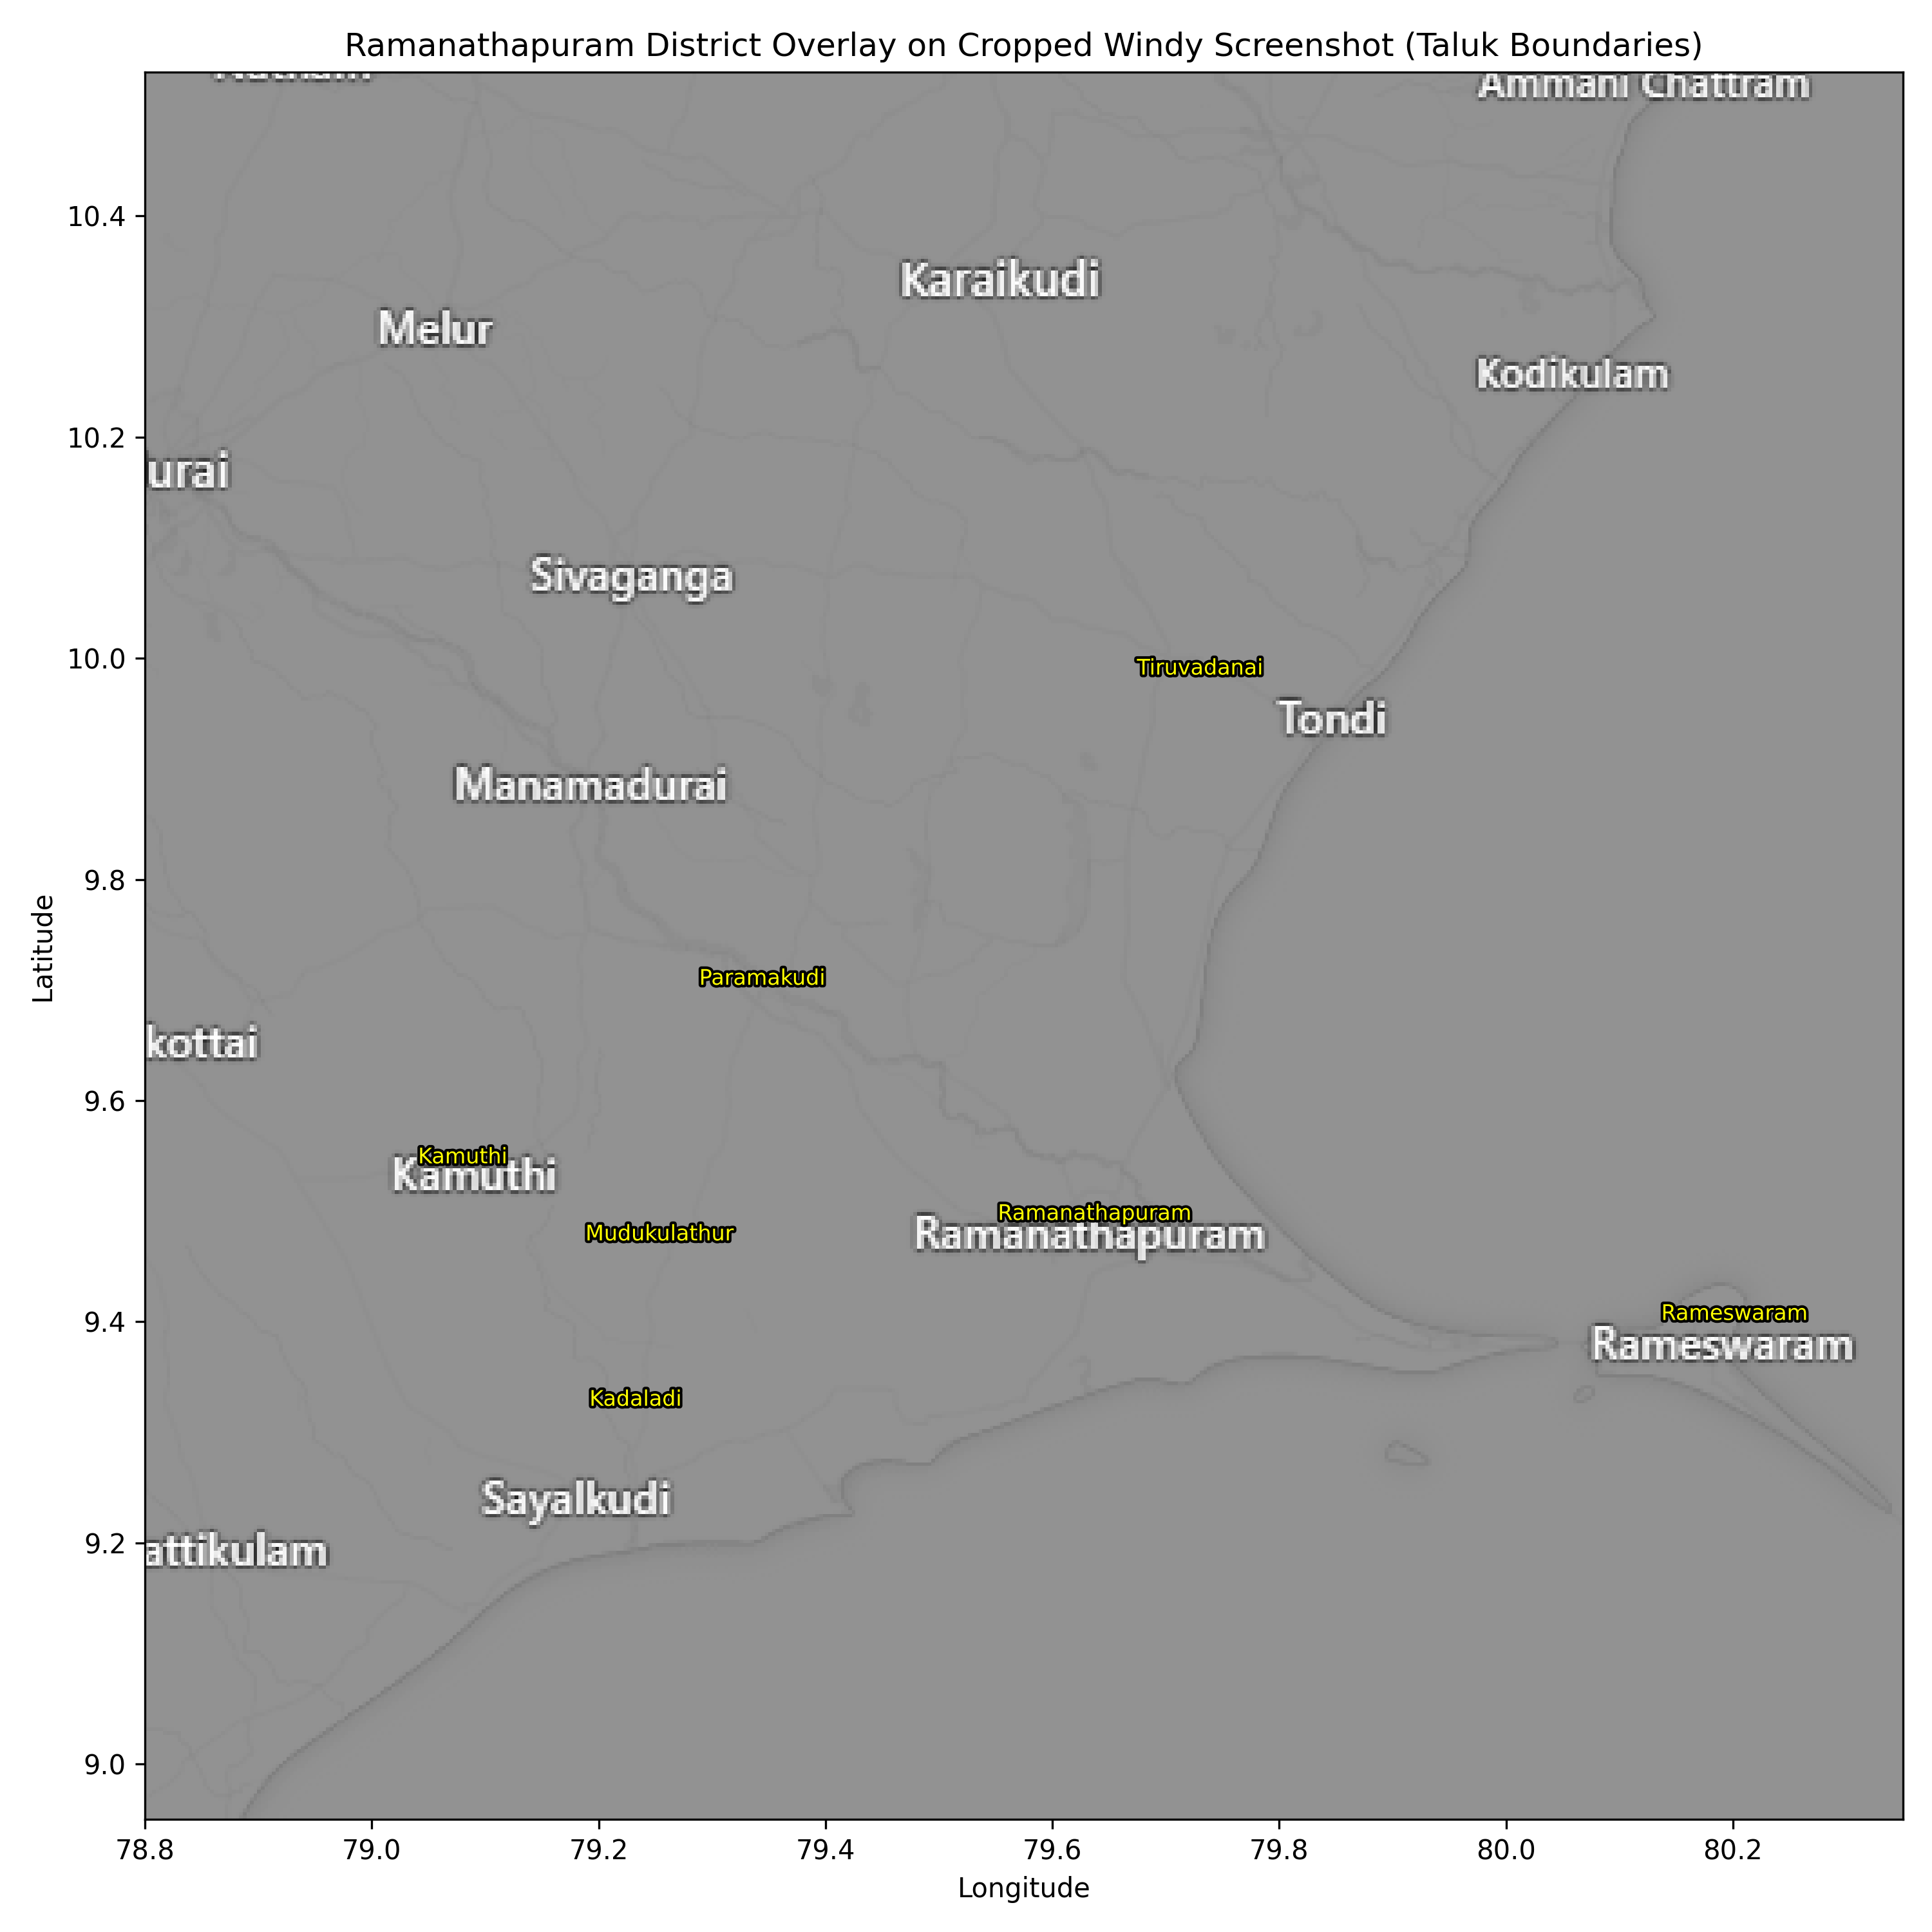 Ramanathapuram District Overlay on Cropped Windy Screenshot (Taluk Boundaries)
Ammani Chattram
10.4
Karaikudi
Melur
Kodikulam
10.2
urai
Sivaganga
10.0
Tiruvadanai
Tondi
Manamadurai
9.8
Latitude
Paramakudi
kottai
9.6
Kamuthi
Kamuthi
Ramanathapuram
Mudukulathur
Ramanathapuram
9.4
Rameswaram
Rameswaram
Kadaladi
Sayalkudi
9.2
attikulam
9.0
78.8 79.0 79.2 79.4 79.6 79.8 80.0 80.2
Longitude